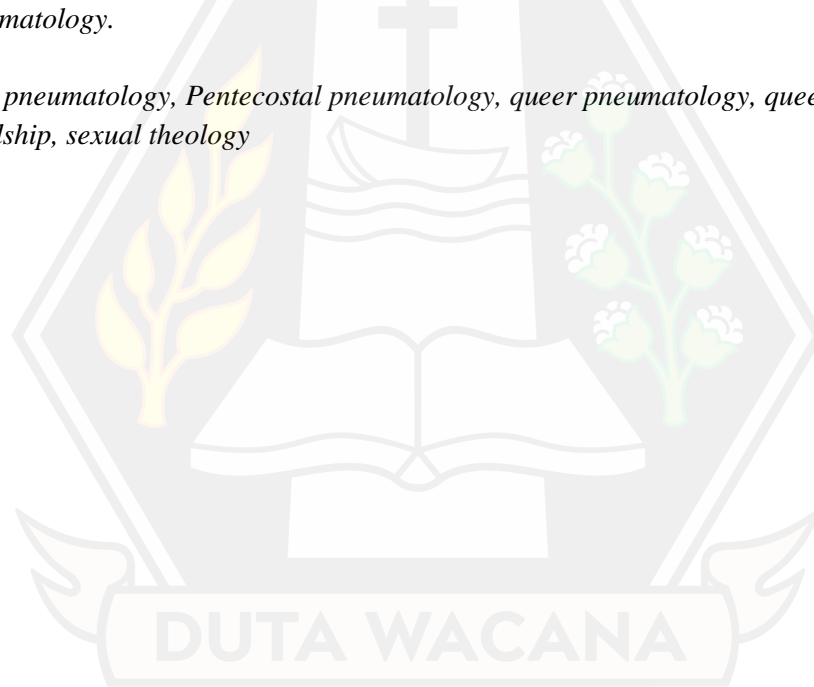 matology.
pneumatology, Pentecostal pneumatology, queer pneumatology, quee
lship, sexual theology
DUTA WACANA